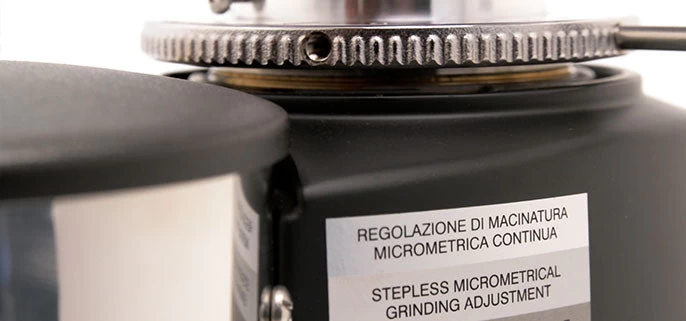 REGOLAZIONE DI MACINATURA
MICROMETRICA CONTINUA
STEPLESS MICROMETRICAL
GRINDING ADJUSTMENT